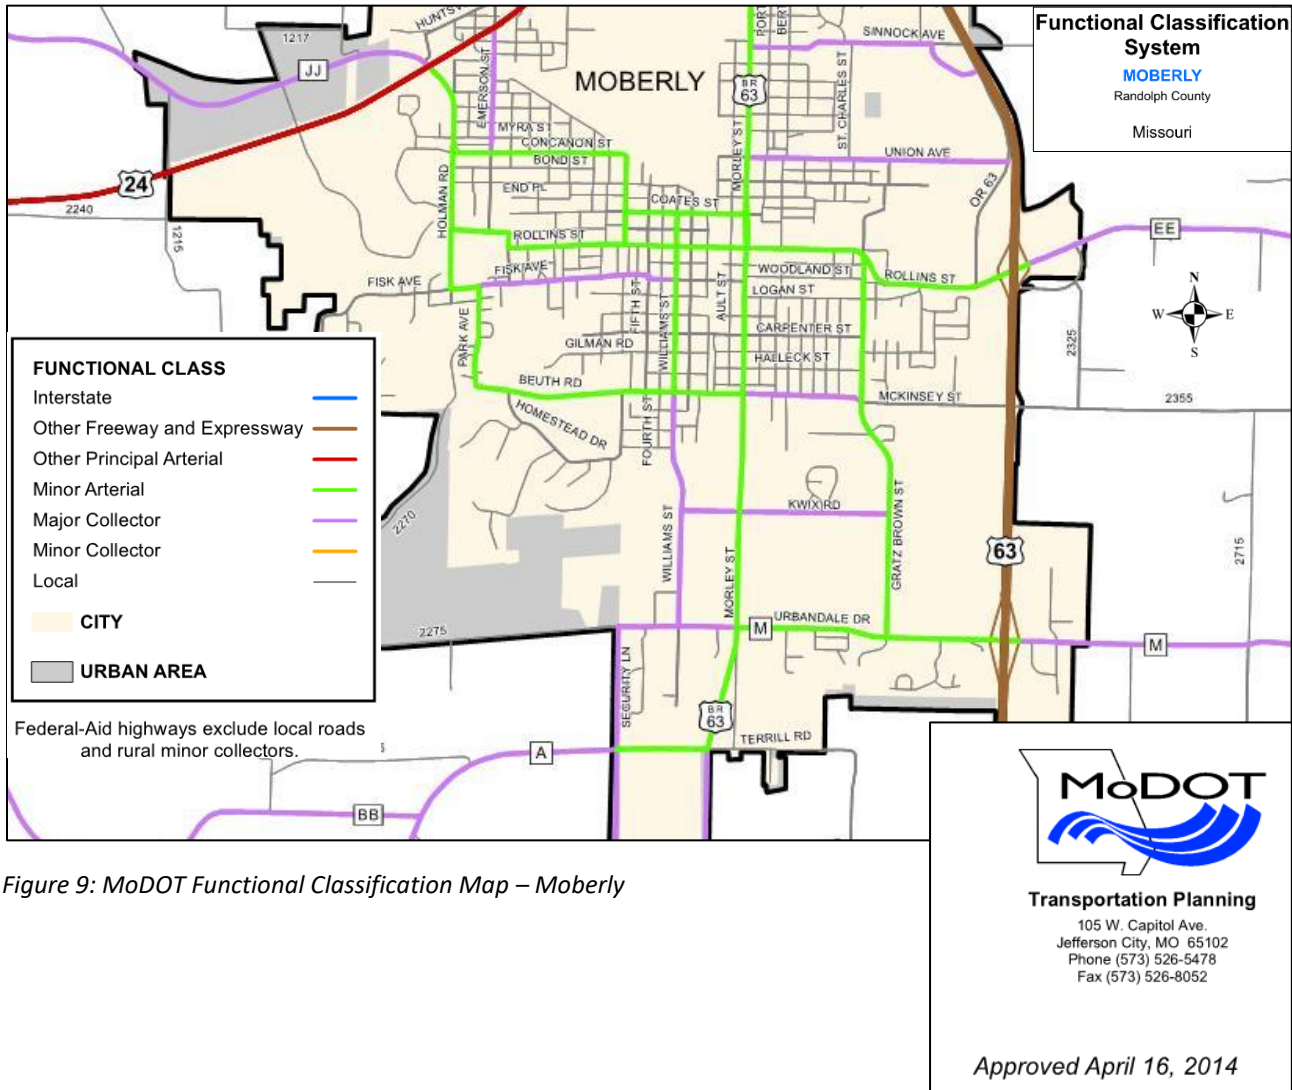 Functional Classification
System
MOBERLY
Randolph County
Missouri
HUNTSV
1217
JJ
EMERSON ST
MOBERLY
BR
63
PORT
BERT
SINNOCK AVE
ST. CHARLES ST
MYRA ST
CONCANON ST
BOND ST
MORLEY ST
UNION AVE
24
2240
1215
HOLMAN RD
END PL
COATES ST
OR 63
EE
ROLLINS ST
FISK AVE
FISK AVE
WOODLAND ST
ROLLINS ST
LOGAN ST
AULT ST
FIFTH ST
WILLIAMS ST
CARPENTER ST
HALLECK ST
GILMAN RD
PARK AVE
N
W
E
S
2325
BEUTH RD
HOMESTEAD DR
FOURTH ST
MCKINSEY ST
2355
FUNCTIONAL CLASS
Interstate
Other Freeway and Expressway
Other Principal Arterial
Minor Arterial
Major Collector
Minor Collector
Local
CITY
URBAN AREA
2270
KWIX RD
WILLIAMS ST
MORLEY ST
GRATZ BROWN ST
63
2715
2275
M
URBANDALE DR
M
SECURITY LN
BR
63
TERRILL RD
Federal-Aid highways exclude local roads
and rural minor collectors.
A
BB
MoDOT
Transportation Planning
105 W. Capitol Ave.
Jefferson City, MO 65102
Phone (573) 526-5478
Fax (573) 526-8052
Approved April 16, 2014
Figure 9: MoDOT Functional Classification Map – Moberly